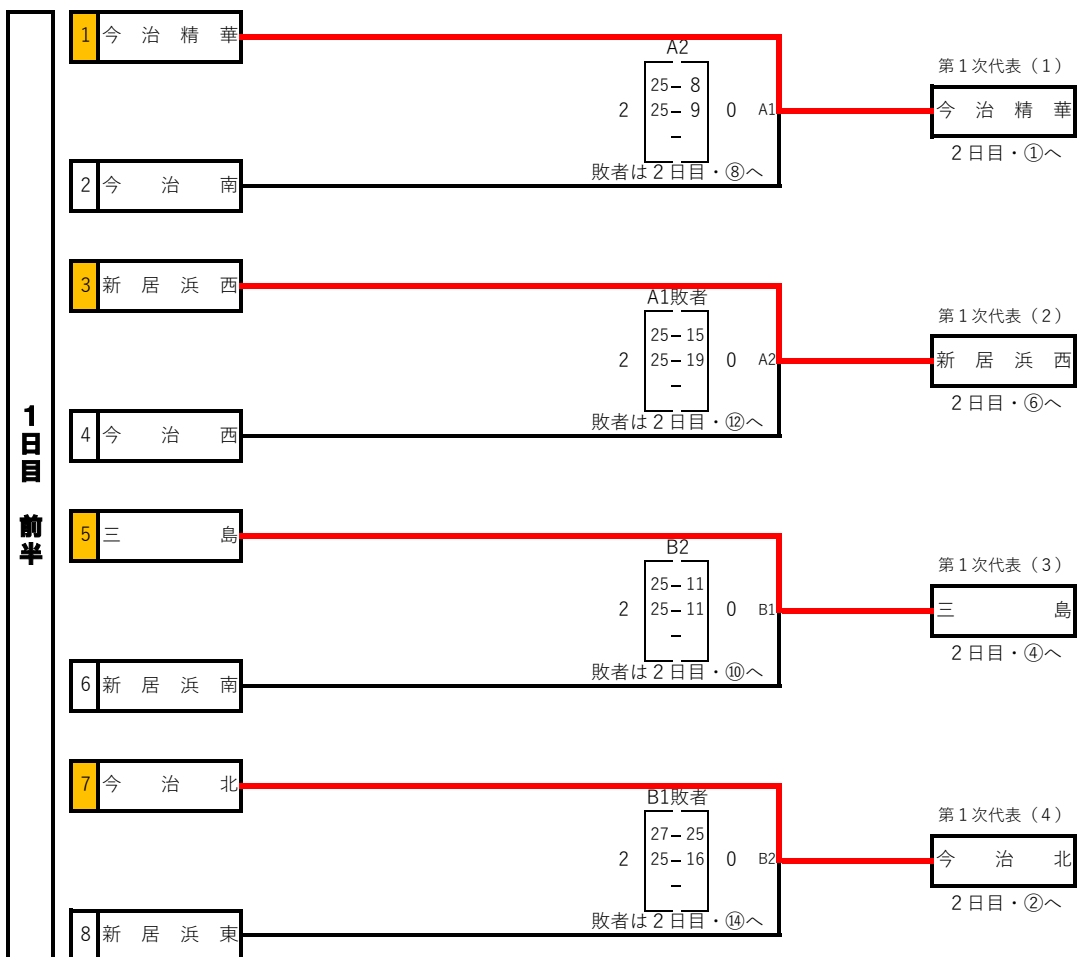 1日目 前半
1 今治精華
A2
第1次代表（1）
25－8
2 25－9 0 A1
－
今治精華
2日目・①へ
敗者は2日目・⑧へ
2 今治南
3 新居浜西
A1敗者
第1次代表（2）
25－15
2 25－19 0 A2
－
新居浜西
2日目・⑥へ
敗者は2日目・⑫へ
4 今治西
5 三島
B2
第1次代表（3）
25－11
2 25－11 0 B1
－
三島
2日目・④へ
敗者は2日目・⑩へ
6 新居浜南
7 今治北
B1敗者
第1次代表（4）
27－25
2 25－16 0 B2
－
今治北
2日目・②へ
敗者は2日目・⑭へ
8 新居浜東